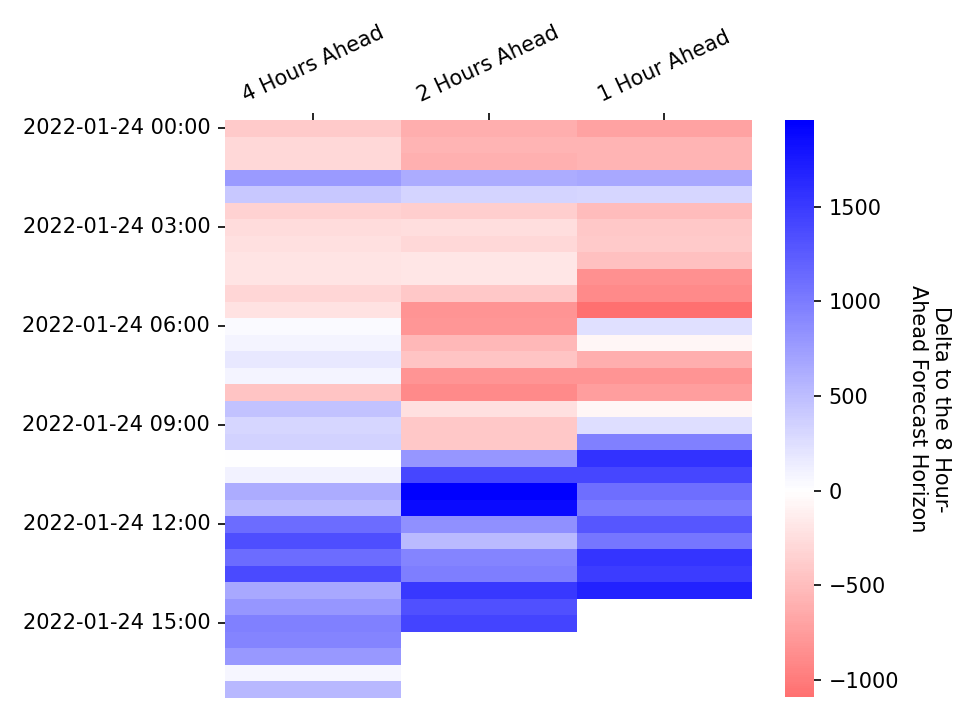 4 Hours Ahead
2 Hours Ahead
1 Hour Ahead
2022-01-24 00:00
2022-01-24 03:00
2022-01-24 06:00
2022-01-24 09:00
2022-01-24 12:00
2022-01-24 15:00
1500
1000
500
0
−500
−1000
Delta to the 8 Hour-
Ahead Forecast Horizon